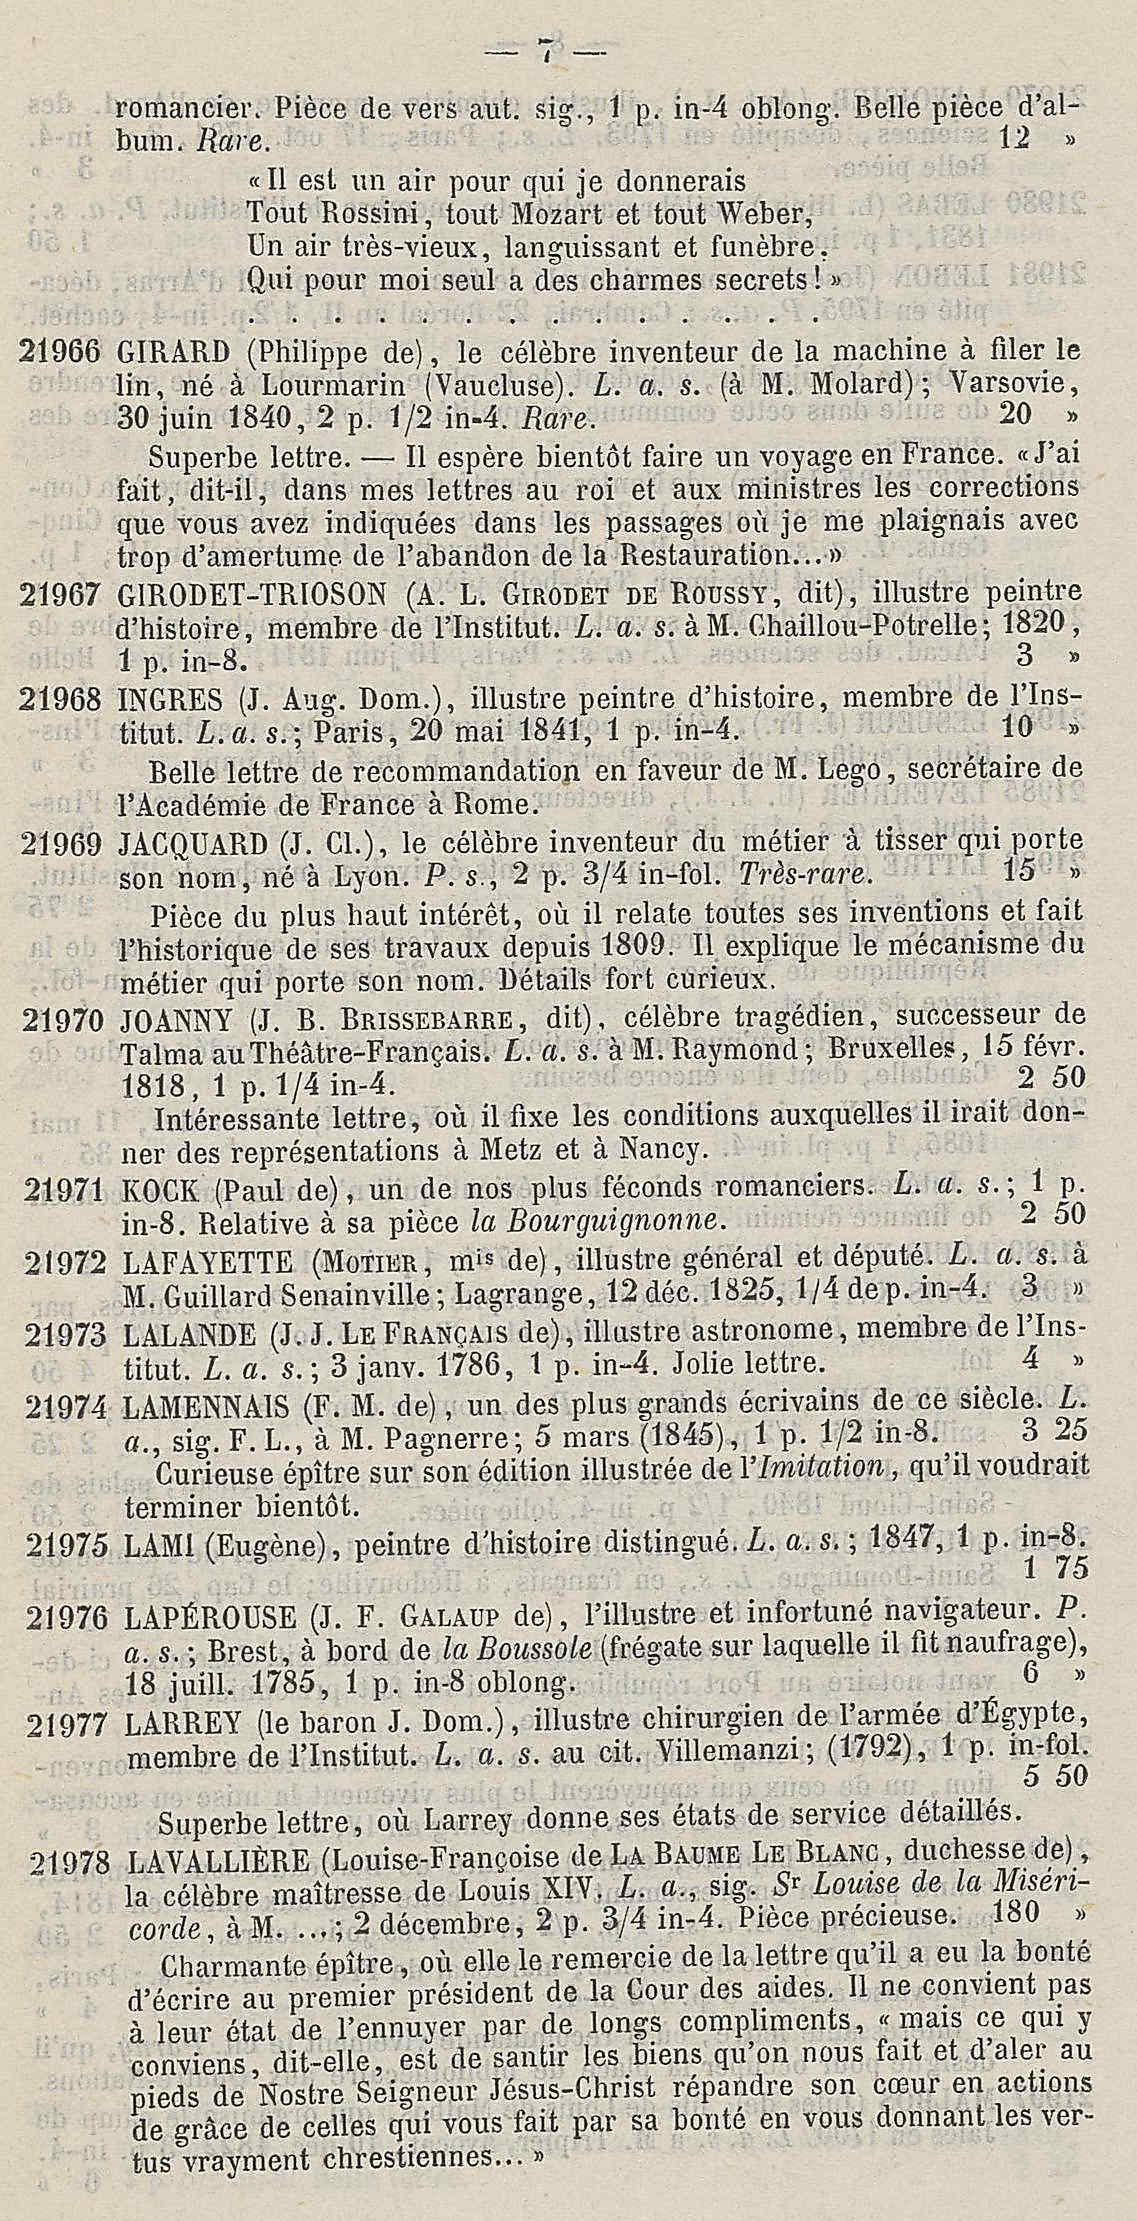 — 7 —
romancier. Pièce de vers aut. sig., 1 p. in-4 oblong. Belle pièce d'al-
bum. Rare. 12 »
« Il est un air pour qui je donnerais
Tout Rossini, tout Mozart et tout Weber,
Un air très-vieux, languissant et funèbre,
Qui pour moi seul a des charmes secrets! »
. . . . . . . . . . . . . .
21966 GIRARD (Philippe de), le célèbre inventeur de la machine à filer le
lin, né à Lourmarin (Vaucluse). L. a. s. (à M. Molard); Varsovie,
30 juin 1840, 2 p. 1/2 in-4. Rare. 20 »
Superbe lettre. — Il espère bientôt faire un voyage en France. « J'ai
fait, dit-il, dans mes lettres au roi et aux ministres les corrections
que vous avez indiquées dans les passages où je me plaignais avec
trop d'amertume de l'abandon de la Restauration... »
21967 GIRODET-TRIOSON (A. L. GIRODET DE ROUSSY, dit), illustre peintre
d'histoire, membre de l'Institut. L. a. s. à M. Chaillou-Potrelle; 1820,
1 p. in-8. 3 »
21968 INGRES (J. Aug. Dom.), illustre peintre d'histoire, membre de l'Ins-
titut. L. a. s.; Paris, 20 mai 1841, 1 p. in-4. 10 »
Belle lettre de recommandation en faveur de M. Lego, secrétaire de
l'Académie de France à Rome.
21969 JACQUARD (J. Cl.), le célèbre inventeur du métier à tisser qui porte
son nom, né à Lyon. P. s., 2 p. 3/4 in-fol. Très-rare. 15 »
Pièce du plus haut intérêt, où il relate toutes ses inventions et fait
l'historique de ses travaux depuis 1809. Il explique le mécanisme du
métier qui porte son nom. Détails fort curieux.
21970 JOANNY (J. B. BRISSEBARRE, dit), célèbre tragédien, successeur de
Talma au Théâtre-Français. L. a. s. à M. Raymond; Bruxelles, 15 févr.
1818, 1 p. 1/4 in-4. 2 50
Intéressante lettre, où il fixe les conditions auxquelles il irait don-
ner des représentations à Metz et à Nancy.
21971 KOCK (Paul de), un de nos plus féconds romanciers. L. a. s.; 1 p.
in-8. Relative à sa pièce la Bourguignonne. 2 50
21972 LAFAYETTE (MOTIER, mis de), illustre général et député. L. a. s. à
M. Guillard Senainville; Lagrange, 12 déc. 1825, 1/4 de p. in-4. 3 »
21973 LALANDE (J. J. LE FRANÇAIS de), illustre astronome, membre de l'Ins-
titut. L. a. s.; 3 janv. 1786, 1 p. in-4. Jolie lettre. 4 »
21974 LAMENNAIS (F. M. de), un des plus grands écrivains de ce siècle. L.
a., sig. F. L., à M. Pagnerre; 5 mars (1845), 1 p. 1/2 in-8. 3 25
Curieuse épître sur son édition illustrée de l'Imitation, qu'il voudrait
terminer bientôt.
21975 LAMI (Eugène), peintre d'histoire distingué. L. a. s.; 1847, 1 p. in-8.
1 75
21976 LAPÉROUSE (J. F. GALAUP de), l'illustre et infortuné navigateur. P.
a. s.; Brest, à bord de la Boussole (frégate sur laquelle il fit naufrage),
18 juill. 1785, 1 p. in-8 oblong. 6 »
21977 LARREY (le baron J. Dom.), illustre chirurgien de l'armée d'Égypte,
membre de l'Institut. L. a. s. au cit. Villemanzi; (1792), 1 p. in-fol.
5 50
Superbe lettre, où Larrey donne ses états de service détaillés.
21978 LAVALLIÈRE (Louise-Françoise de LA BAUME LE BLANC, duchesse de),
la célèbre maîtresse de Louis XIV. L. a., sig. Sr Louise de la Miséri-
corde, à M. ...; 2 décembre, 2 p. 3/4 in-4. Pièce précieuse. 180 »
Charmante épître, où elle le remercie de la lettre qu'il a eu la bonté
d'écrire au premier président de la Cour des aides. Il ne convient pas
à leur état de l'ennuyer par de longs compliments, « mais ce qui y
conviens, dit-elle, est de santir les biens qu'on nous fait et d'aler au
pieds de Nostre Seigneur Jésus-Christ répandre son cœur en actions
de grâce de celles qui vous fait par sa bonté en vous donnant les ver-
tus vrayment chrestiennes... »